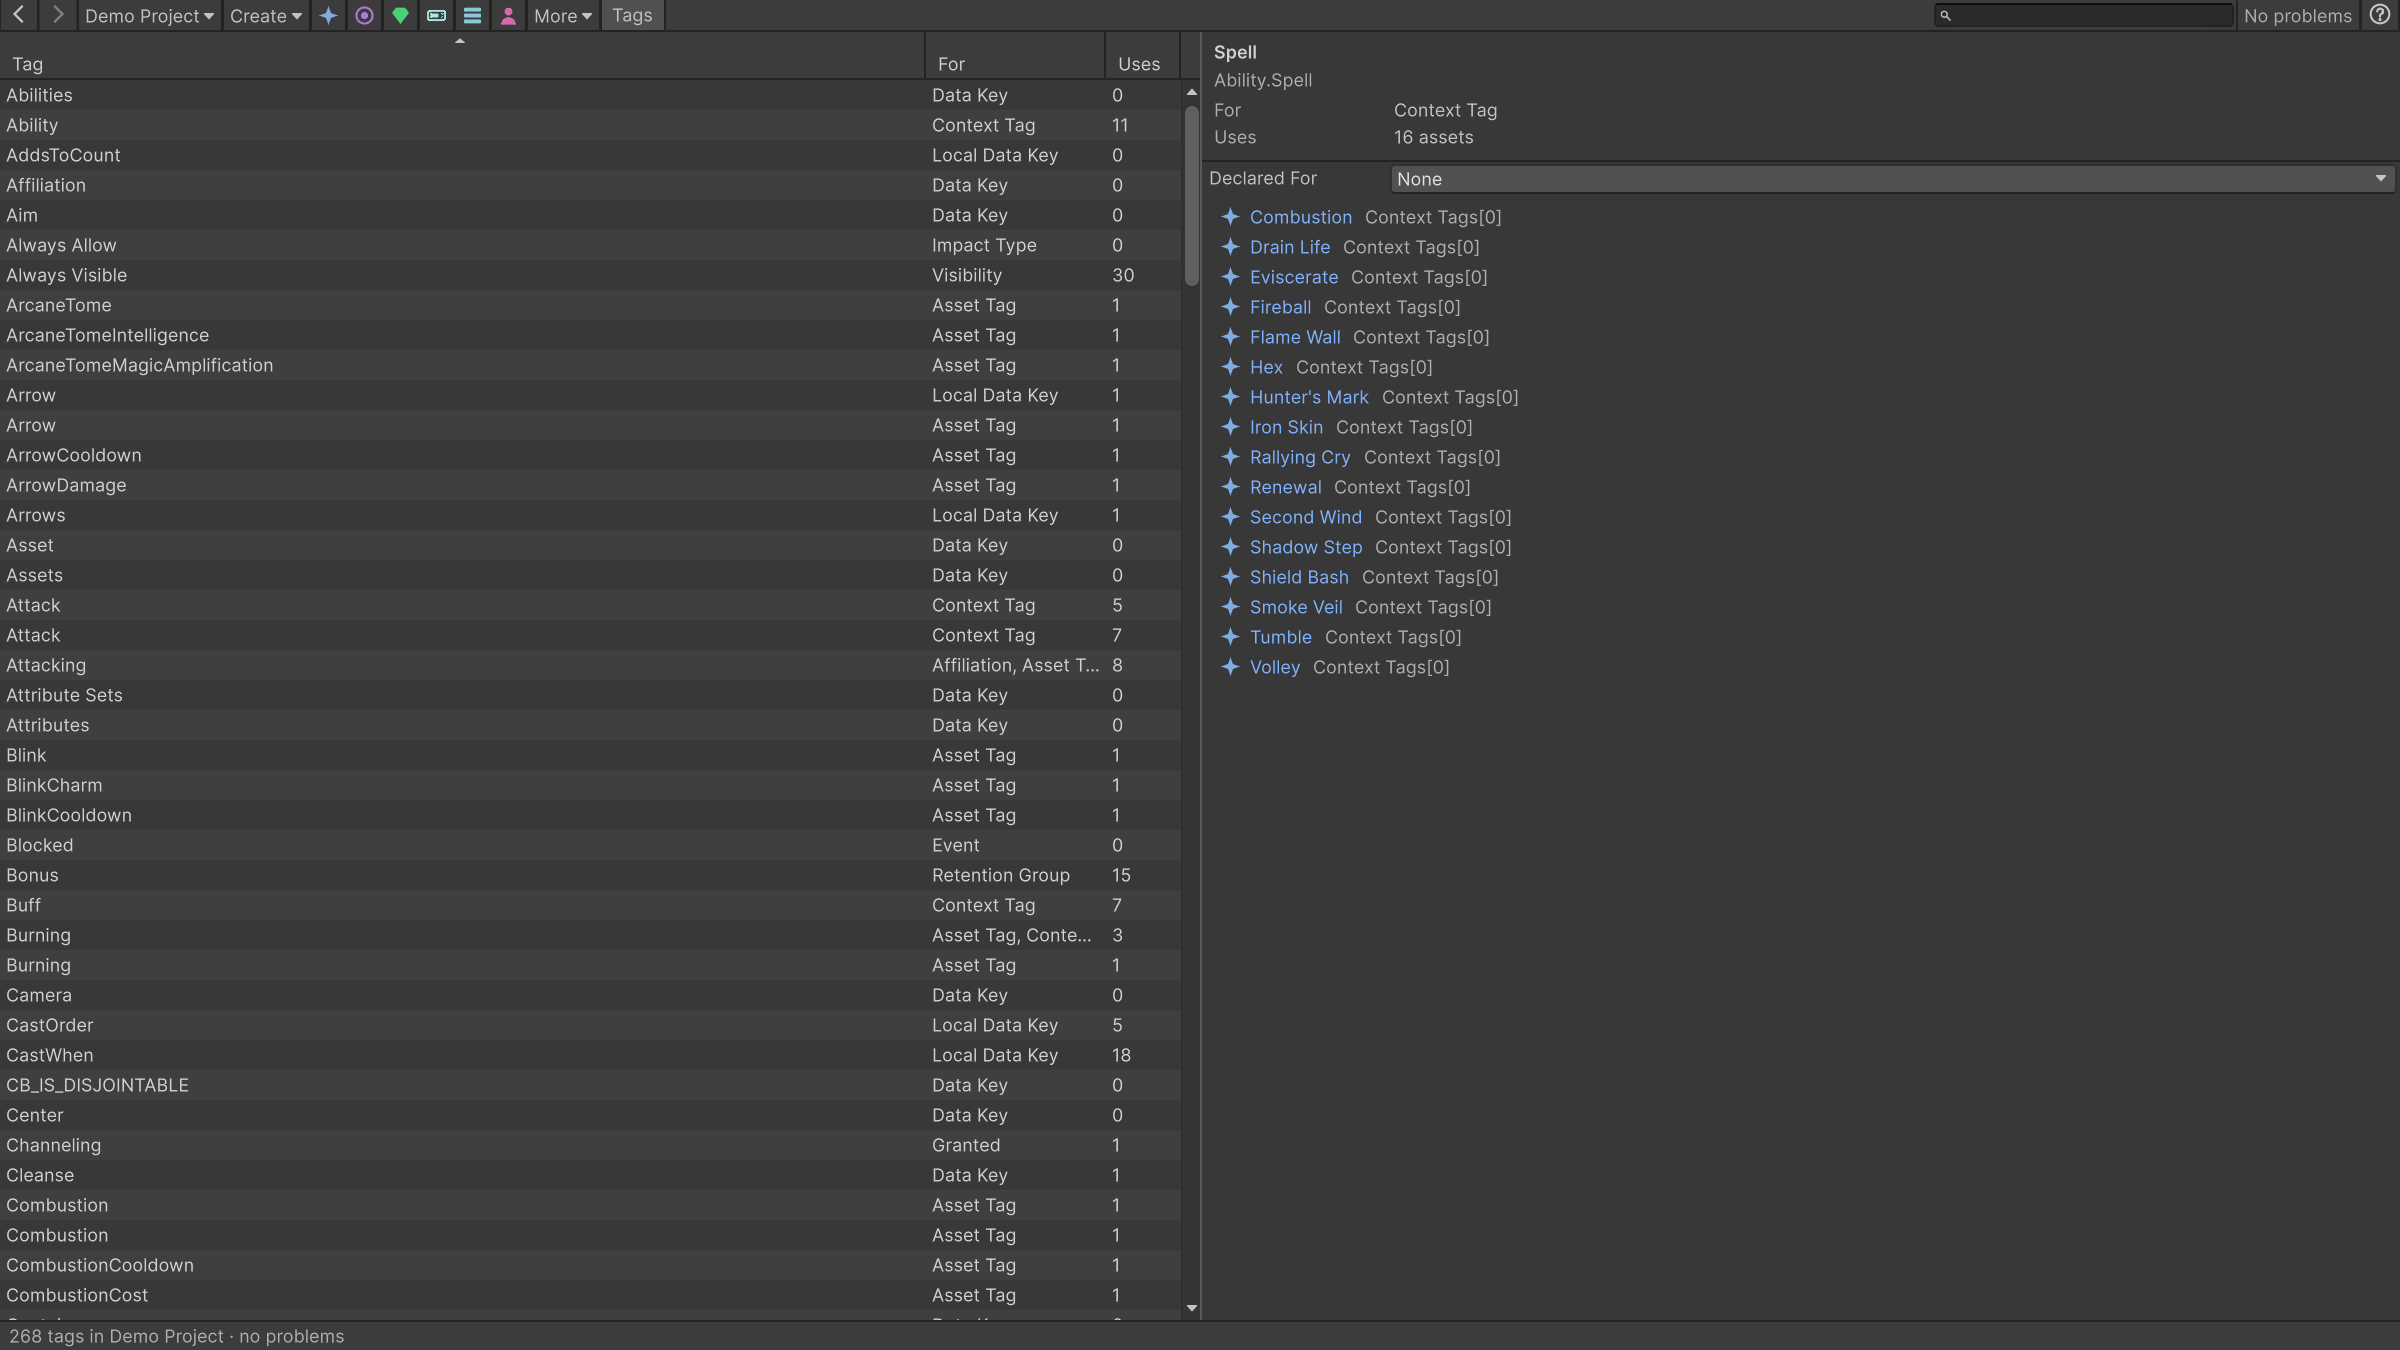 Demo Project Create More Tags No problems
Tag For Uses
Abilities Data Key 0
Ability Context Tag 11
AddsToCount Local Data Key 0
Affiliation Data Key 0
Aim Data Key 0
Always Allow Impact Type 0
Always Visible Visibility 30
ArcaneTome Asset Tag 1
ArcaneTomeIntelligence Asset Tag 1
ArcaneTomeMagicAmplification Asset Tag 1
Arrow Local Data Key 1
Arrow Asset Tag 1
ArrowCooldown Asset Tag 1
ArrowDamage Asset Tag 1
Arrows Local Data Key 1
Asset Data Key 0
Assets Data Key 0
Attack Context Tag 5
Attack Context Tag 7
Attacking Affiliation, Asset T... 8
Attribute Sets Data Key 0
Attributes Data Key 0
Blink Asset Tag 1
BlinkCharm Asset Tag 1
BlinkCooldown Asset Tag 1
Blocked Event 0
Bonus Retention Group 15
Buff Context Tag 7
Burning Asset Tag, Conte... 3
Burning Asset Tag 1
Camera Data Key 0
CastOrder Local Data Key 5
CastWhen Local Data Key 18
CB_IS_DISJOINTABLE Data Key 0
Center Data Key 0
Channeling Granted 1
Cleanse Data Key 1
Combustion Asset Tag 1
Combustion Asset Tag 1
CombustionCooldown Asset Tag 1
CombustionCost Asset Tag 1
Spell
Ability.Spell
For Context Tag
Uses 16 assets
Declared For None
Combustion Context Tags[0]
Drain Life Context Tags[0]
Eviscerate Context Tags[0]
Fireball Context Tags[0]
Flame Wall Context Tags[0]
Hex Context Tags[0]
Hunter's Mark Context Tags[0]
Iron Skin Context Tags[0]
Rallying Cry Context Tags[0]
Renewal Context Tags[0]
Second Wind Context Tags[0]
Shadow Step Context Tags[0]
Shield Bash Context Tags[0]
Smoke Veil Context Tags[0]
Tumble Context Tags[0]
Volley Context Tags[0]
268 tags in Demo Project · no problems